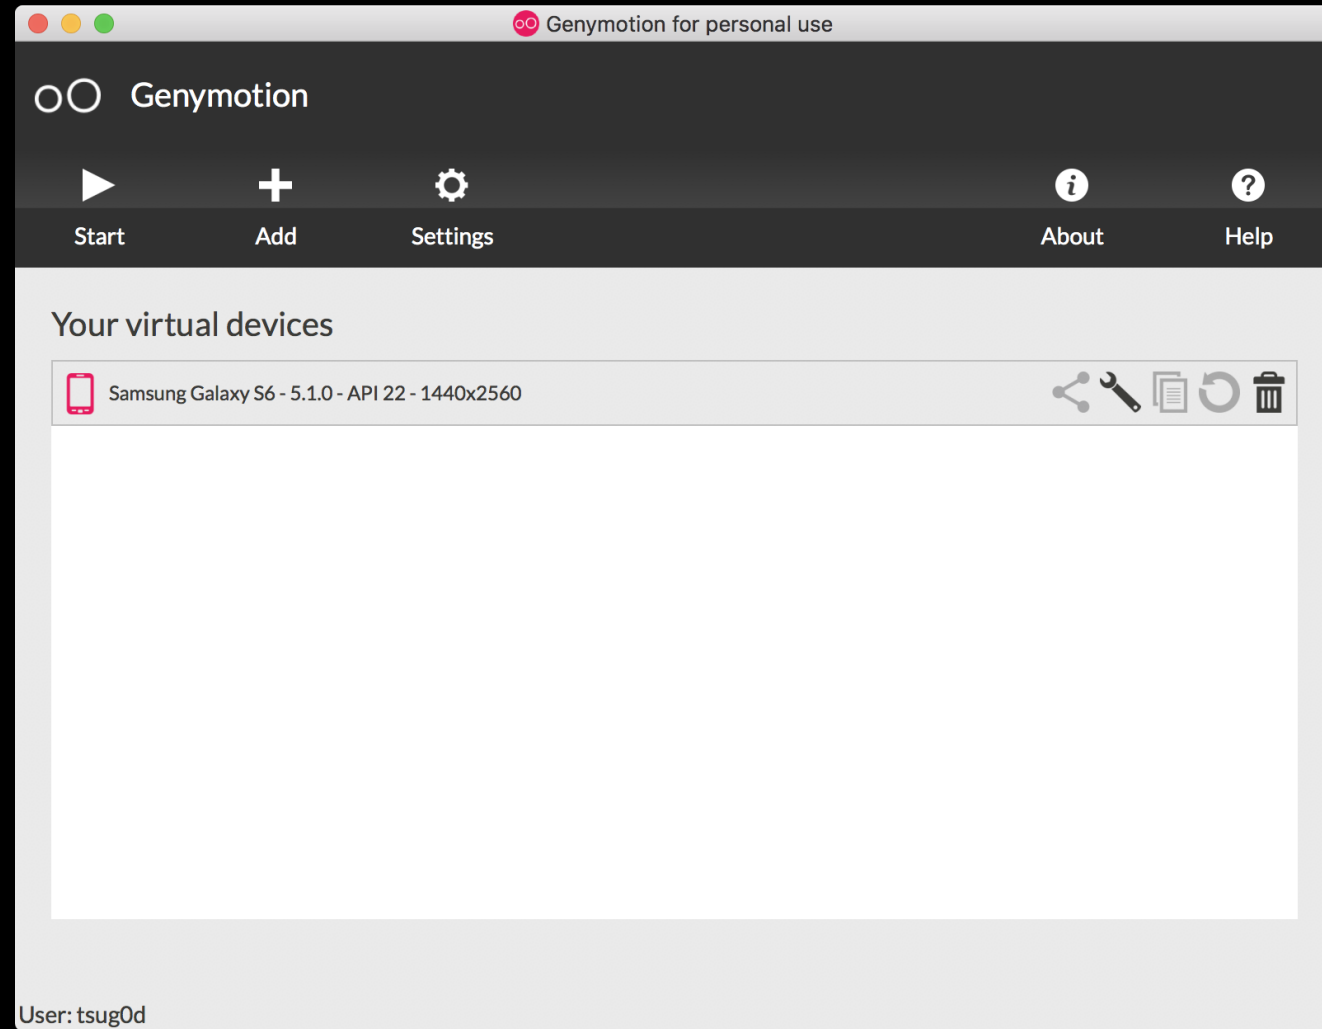 Genymotion for personal use
Genymotion
Start Add Settings About Help
Your virtual devices
Samsung Galaxy S6 - 5.1.0 - API 22 - 1440x2560
User: tsug0d